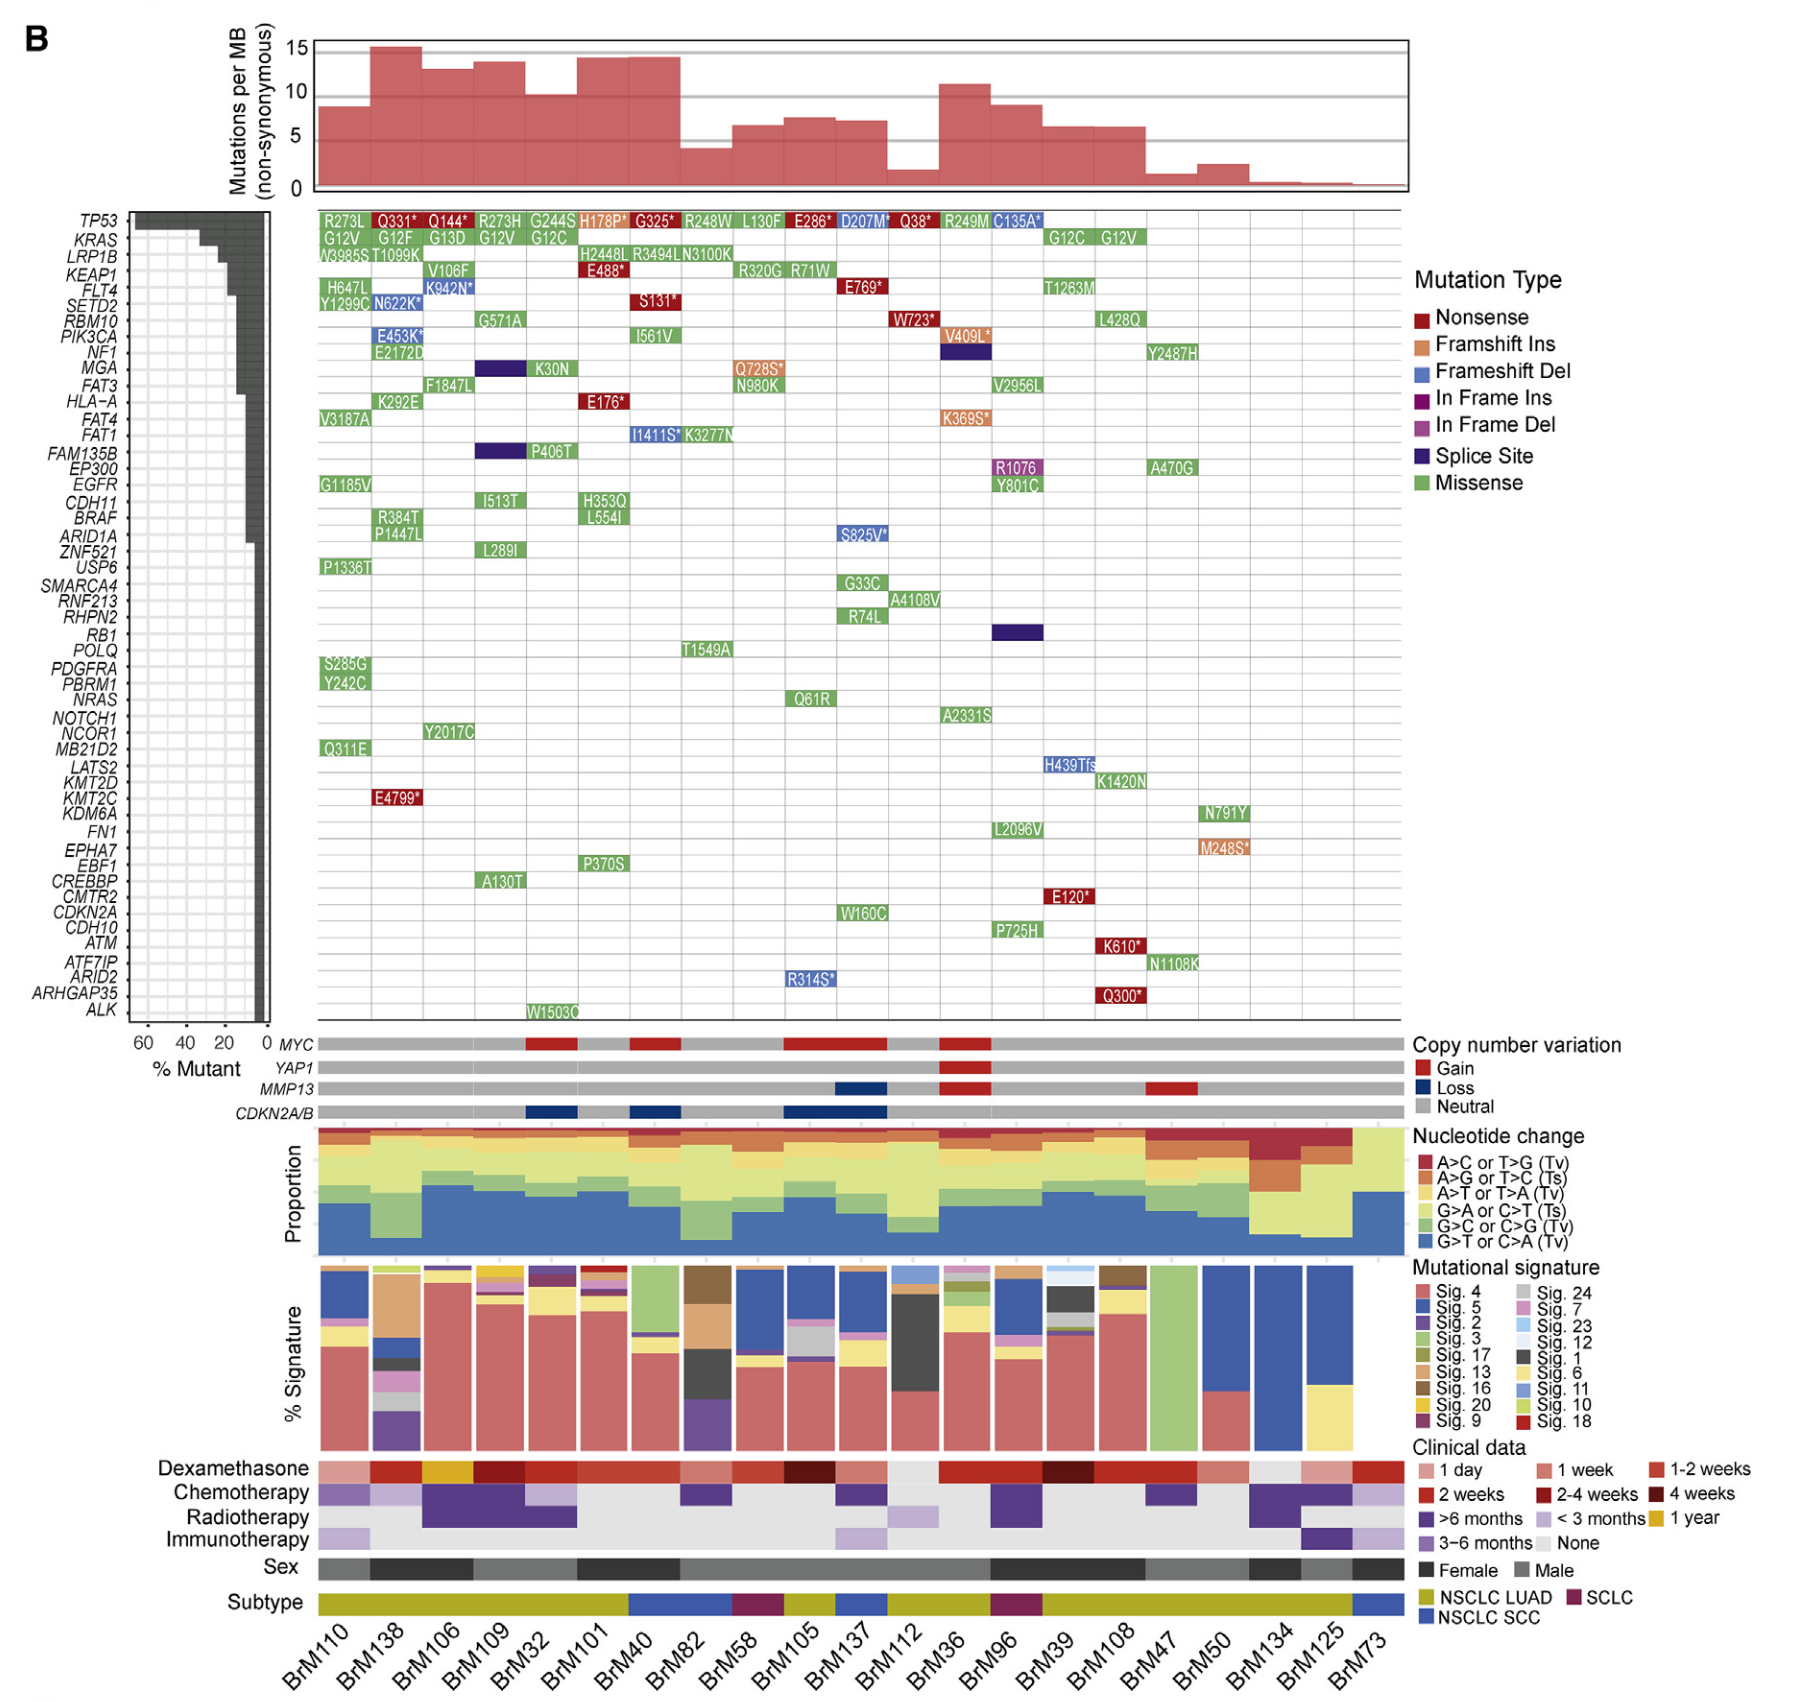 B
Mutations per MB
(non-synonymous)
15
10
5
0
TP53 R273L Q331* Q144* R273H G244S H178P* G325* R248W L130F E286* D207M* Q38* R249M C135A*
KRAS G12V G12F G13D G12V G12C G12C G12V
LRP1B W3985S T1099K H2448L R3494L N3100K
KEAP1 V106F E488* R320G R71W
FLT4 H647L K942N* E769* T1263M
SETD2 Y1299C N622K* S131*
RBM10 G571A W723* L428Q
PIK3CA E453K* I561V V409L*
NF1 E2172D Y2487H
MGA K30N Q728S*
FAT3 F1847L N980K V2956L
HLA-A K292E E176*
FAT4 V3187A K369S*
FAT1 I1411S* K3277N
FAM135B P406T
EP300 R1076 A470G
EGFR G1185V Y801C
CDH11 I513T H353Q
BRAF R384T L554I
ARID1A P1447L S825V*
ZNF521 L289I
USP6 P1336T
SMARCA4 G33C
RNF213 A4108V
RHPN2 R74L
RB1
POLQ T1549A
PDGFRA S285G
PBRM1 Y242C
NRAS Q61R
NOTCH1 A2331S
NCOR1 Y2017C
MB21D2 Q311E
LATS2 H439Tfs
KMT2D K1420N
KMT2C E4799*
KDM6A N791Y
FN1 L2096V
EPHA7 M248S*
EBF1 P370S
CREBBP A130T
CMTR2 E120*
CDKN2A W160C
CDH10 P725H
ATM K610*
ATF7IP N1108K
ARID2 R314S*
ARHGAP35 Q300*
ALK W1503C
60 40 20 0
% Mutant
Mutation Type
Nonsense
Framshift Ins
Frameshift Del
In Frame Ins
In Frame Del
Splice Site
Missense
MYC
YAP1
MMP13
CDKN2A/B
Copy number variation
Gain
Loss
Neutral
Proportion
Nucleotide change
A>C or T>G (Tv)
A>G or T>C (Ts)
A>T or T>A (Tv)
G>A or C>T (Ts)
G>C or C>G (Tv)
G>T or C>A (Tv)
% Signature
Mutational signature
Sig. 4 Sig. 24
Sig. 5 Sig. 7
Sig. 2 Sig. 23
Sig. 3 Sig. 12
Sig. 17 Sig. 1
Sig. 13 Sig. 6
Sig. 16 Sig. 11
Sig. 20 Sig. 10
Sig. 9 Sig. 18
Dexamethasone
Chemotherapy
Radiotherapy
Immunotherapy
Sex
Subtype
Clinical data
1 day 1 week 1-2 weeks
2 weeks 2-4 weeks 4 weeks
>6 months < 3 months 1 year
3-6 months None
Female Male
NSCLC LUAD SCLC
NSCLC SCC
BrM110 BrM138 BrM106 BrM109 BrM32 BrM101 BrM40 BrM82 BrM58 BrM105 BrM137 BrM112 BrM36 BrM96 BrM39 BrM108 BrM47 BrM50 BrM134 BrM125 BrM73